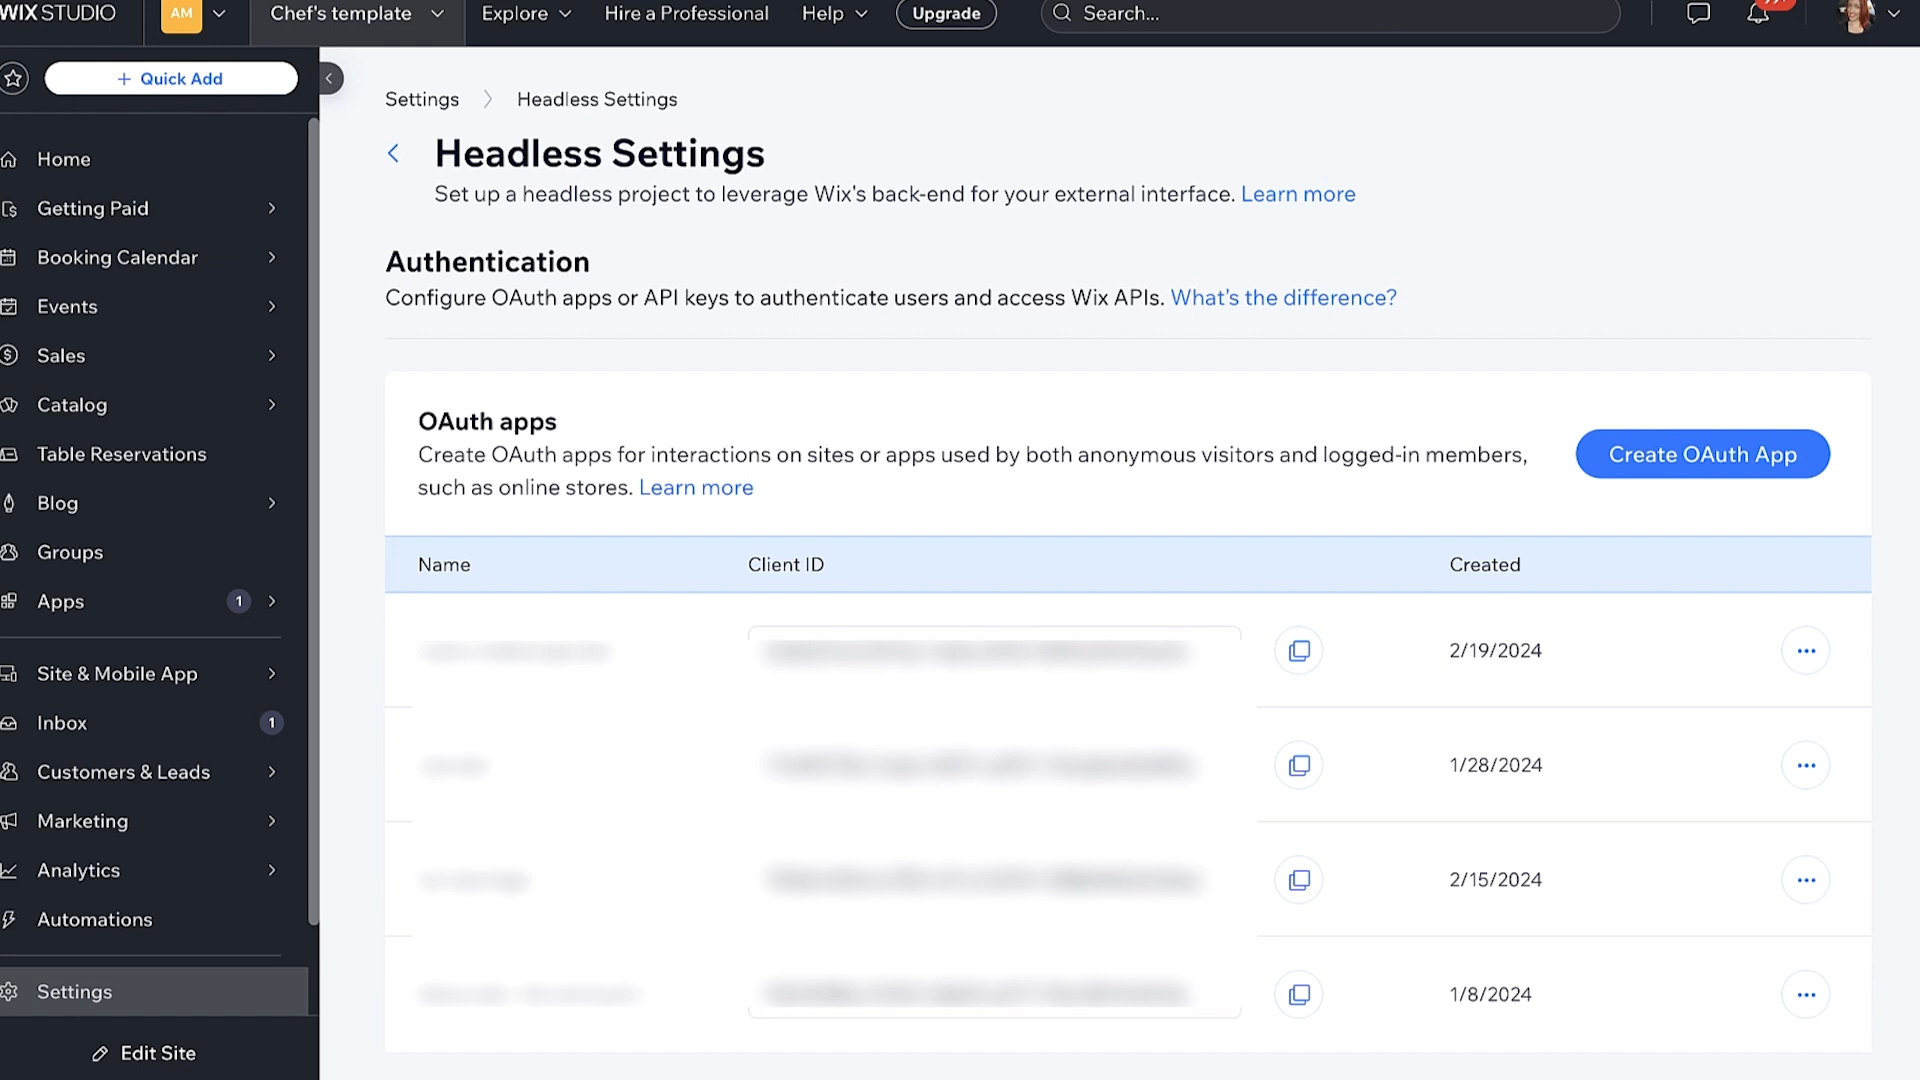 WIX STUDIO
AM
Chef's template
Explore
Hire a Professional
Help
Upgrade
Search...
+ Quick Add
Home
Getting Paid
Booking Calendar
Events
Sales
Catalog
Table Reservations
Blog
Groups
Apps 1
Site & Mobile App
Inbox 1
Customers & Leads
Marketing
Analytics
Automations
Settings
Edit Site
Settings > Headless Settings
Headless Settings
Set up a headless project to leverage Wix's back-end for your external interface. Learn more
Authentication
Configure OAuth apps or API keys to authenticate users and access Wix APIs. What's the difference?
OAuth apps
Create OAuth apps for interactions on sites or apps used by both anonymous visitors and logged-in members,
such as online stores. Learn more
Create OAuth App
Name Client ID Created
2/19/2024
1/28/2024
2/15/2024
1/8/2024